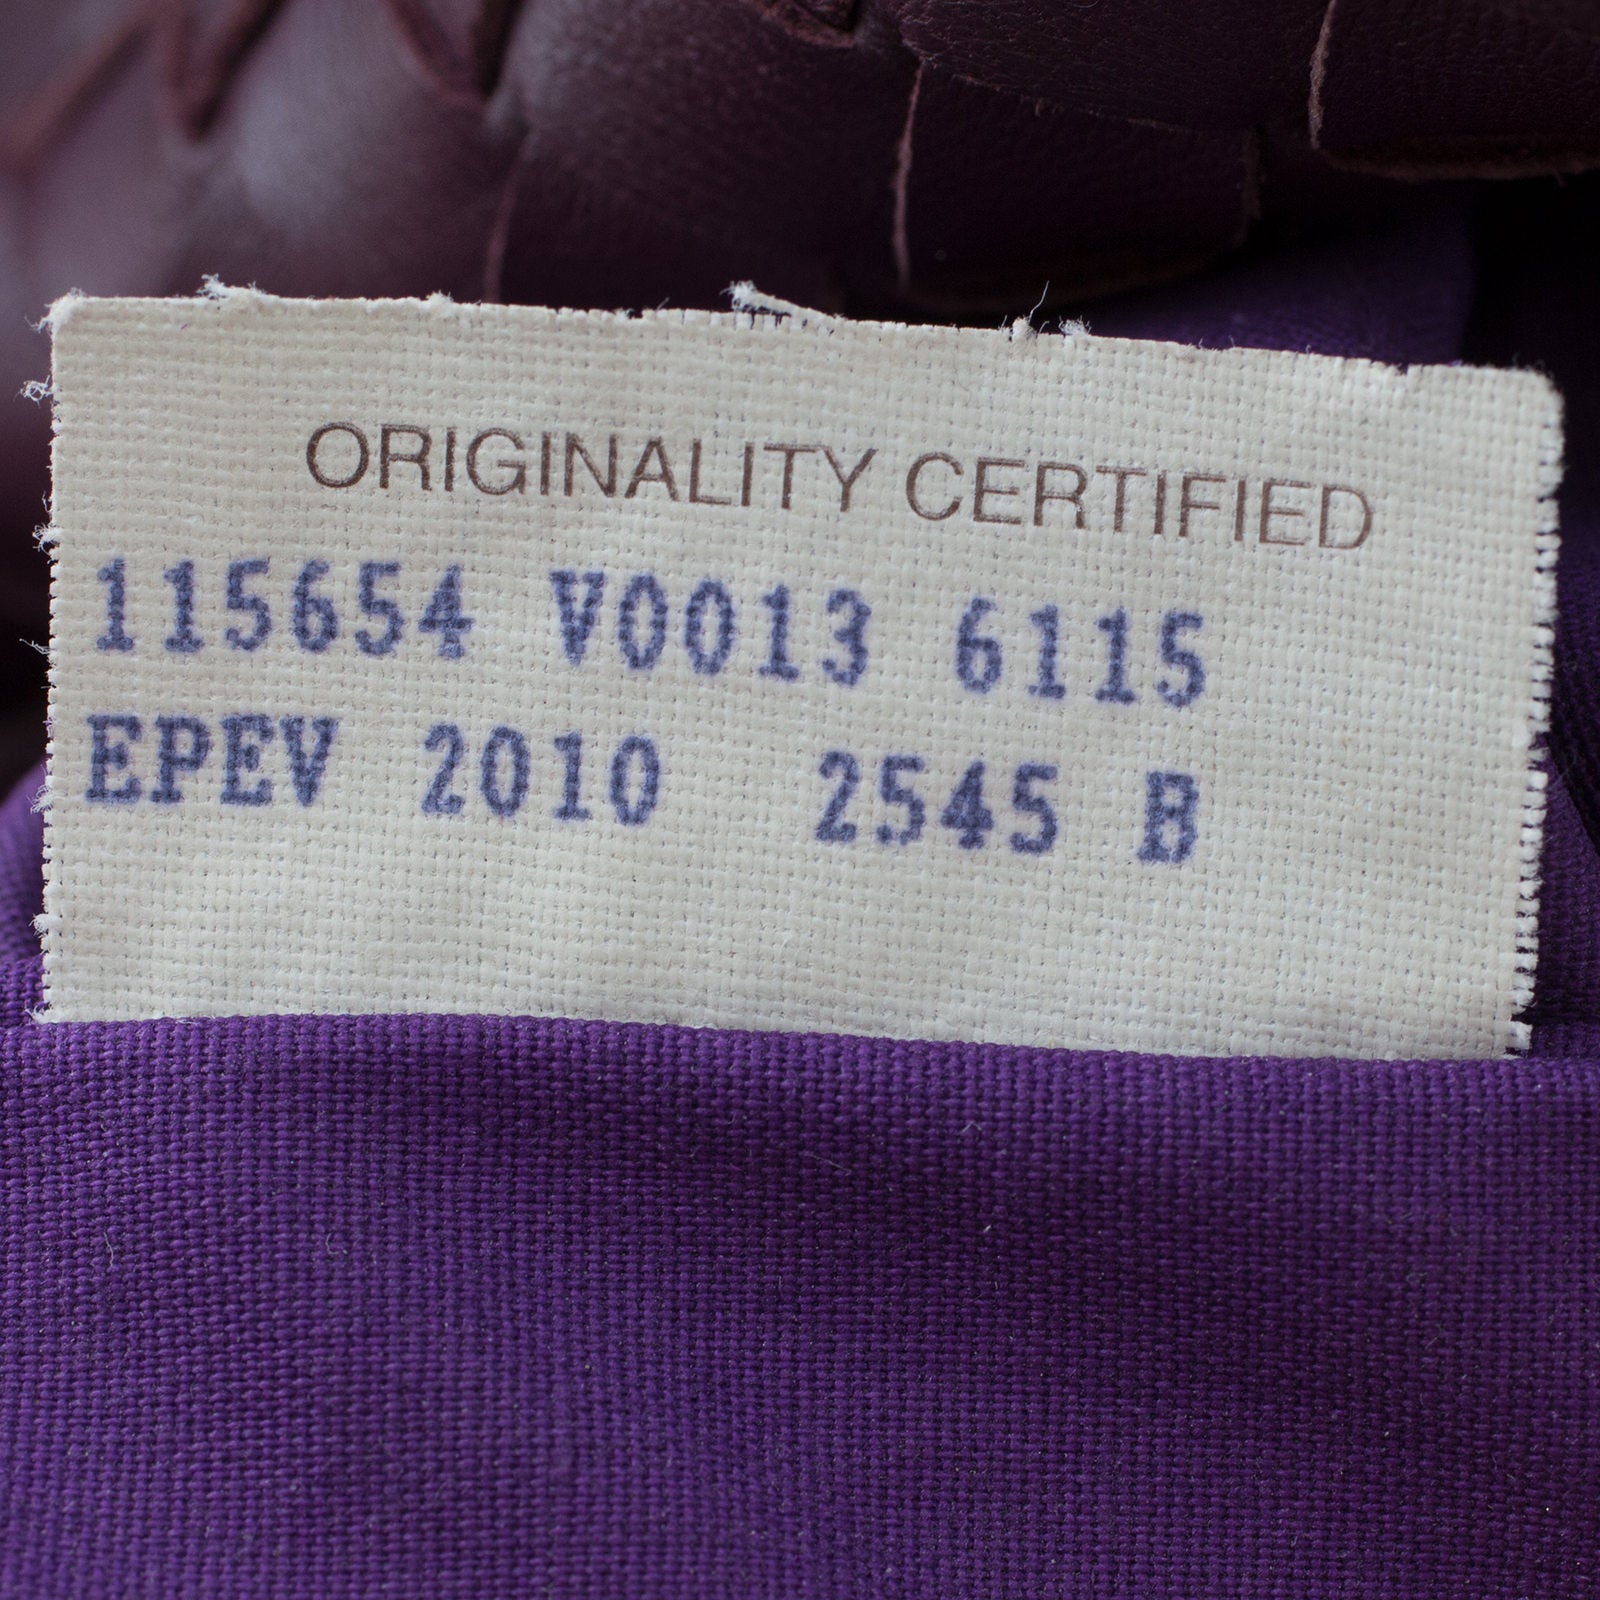 ORIGINALITY CERTIFIED
115654 V0013 6115
EPEV 2010 2545 B